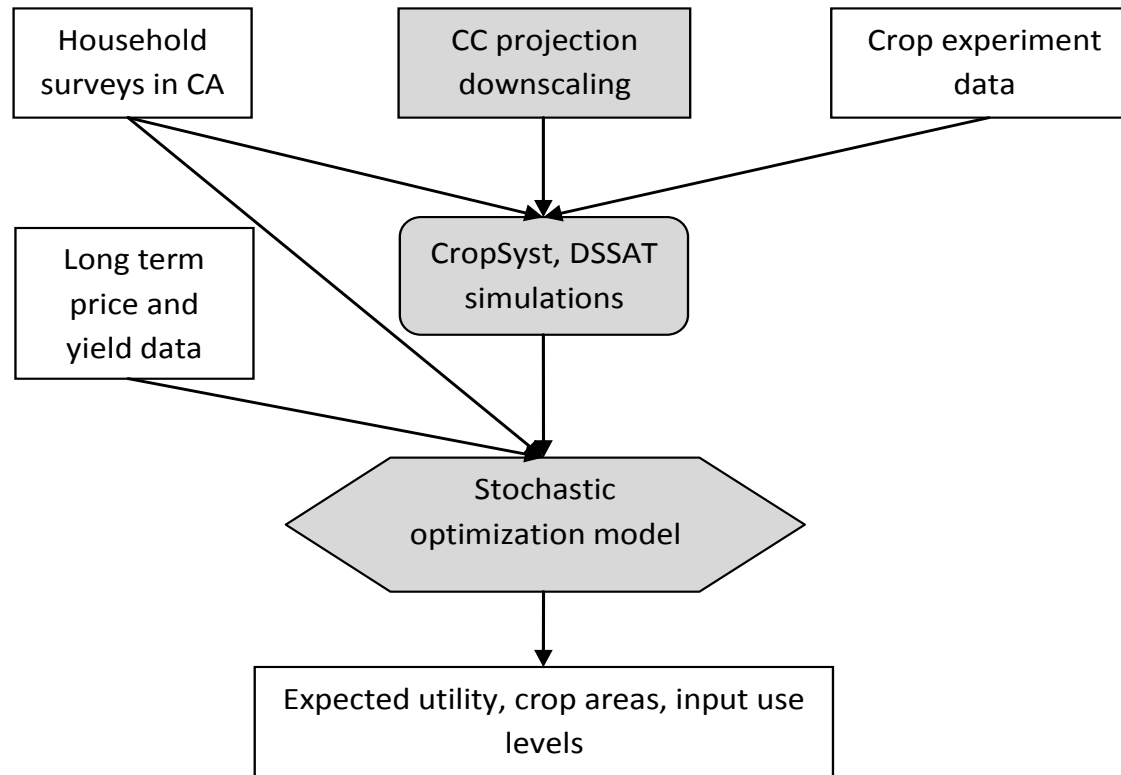 Household
surveys in CA
CC projection
downscaling
Crop experiment
data
CropSyst, DSSAT
simulations
Long term
price and
yield data
Stochastic
optimization model
Expected utility, crop areas, input use
levels